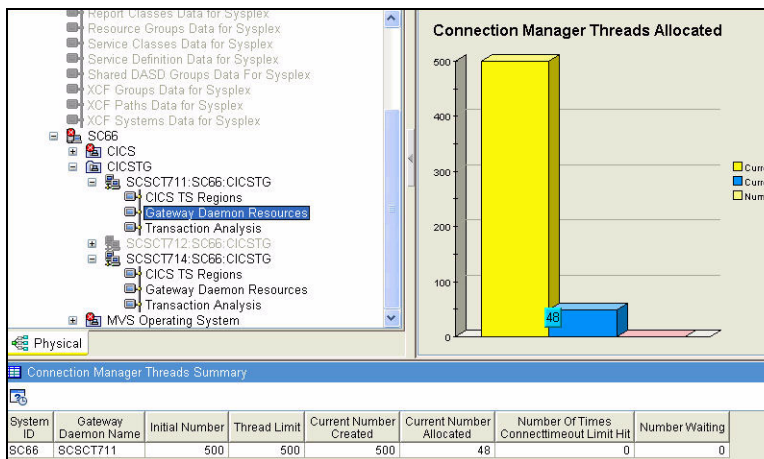 Report Classes Data for Sysplex
Resource Groups Data for Sysplex
Service Classes Data for Sysplex
Service Definition Data for Sysplex
Shared DASD Groups Data For Sysplex
XCF Groups Data for Sysplex
XCF Paths Data for Sysplex
XCF Systems Data for Sysplex
SC66
CICS
CICSTG
SCSCT711:SC66:CICSTG
CICS TS Regions
Gateway Daemon Resources
Transaction Analysis
SCSCT712:SC66:CICSTG
SCSCT714:SC66:CICSTG
CICS TS Regions
Gateway Daemon Resources
Transaction Analysis
MVS Operating System
Physical
Connection Manager Threads Allocated
500
400
300
200
100
0
48
Curr
Curr
Num
Connection Manager Threads Summary
System ID Gateway Daemon Name Initial Number Thread Limit Current Number Created Current Number Allocated Number Of Times Connecttimeout Limit Hit Number Waiting
SC66 SCSCT711 500 500 500 48 0 0